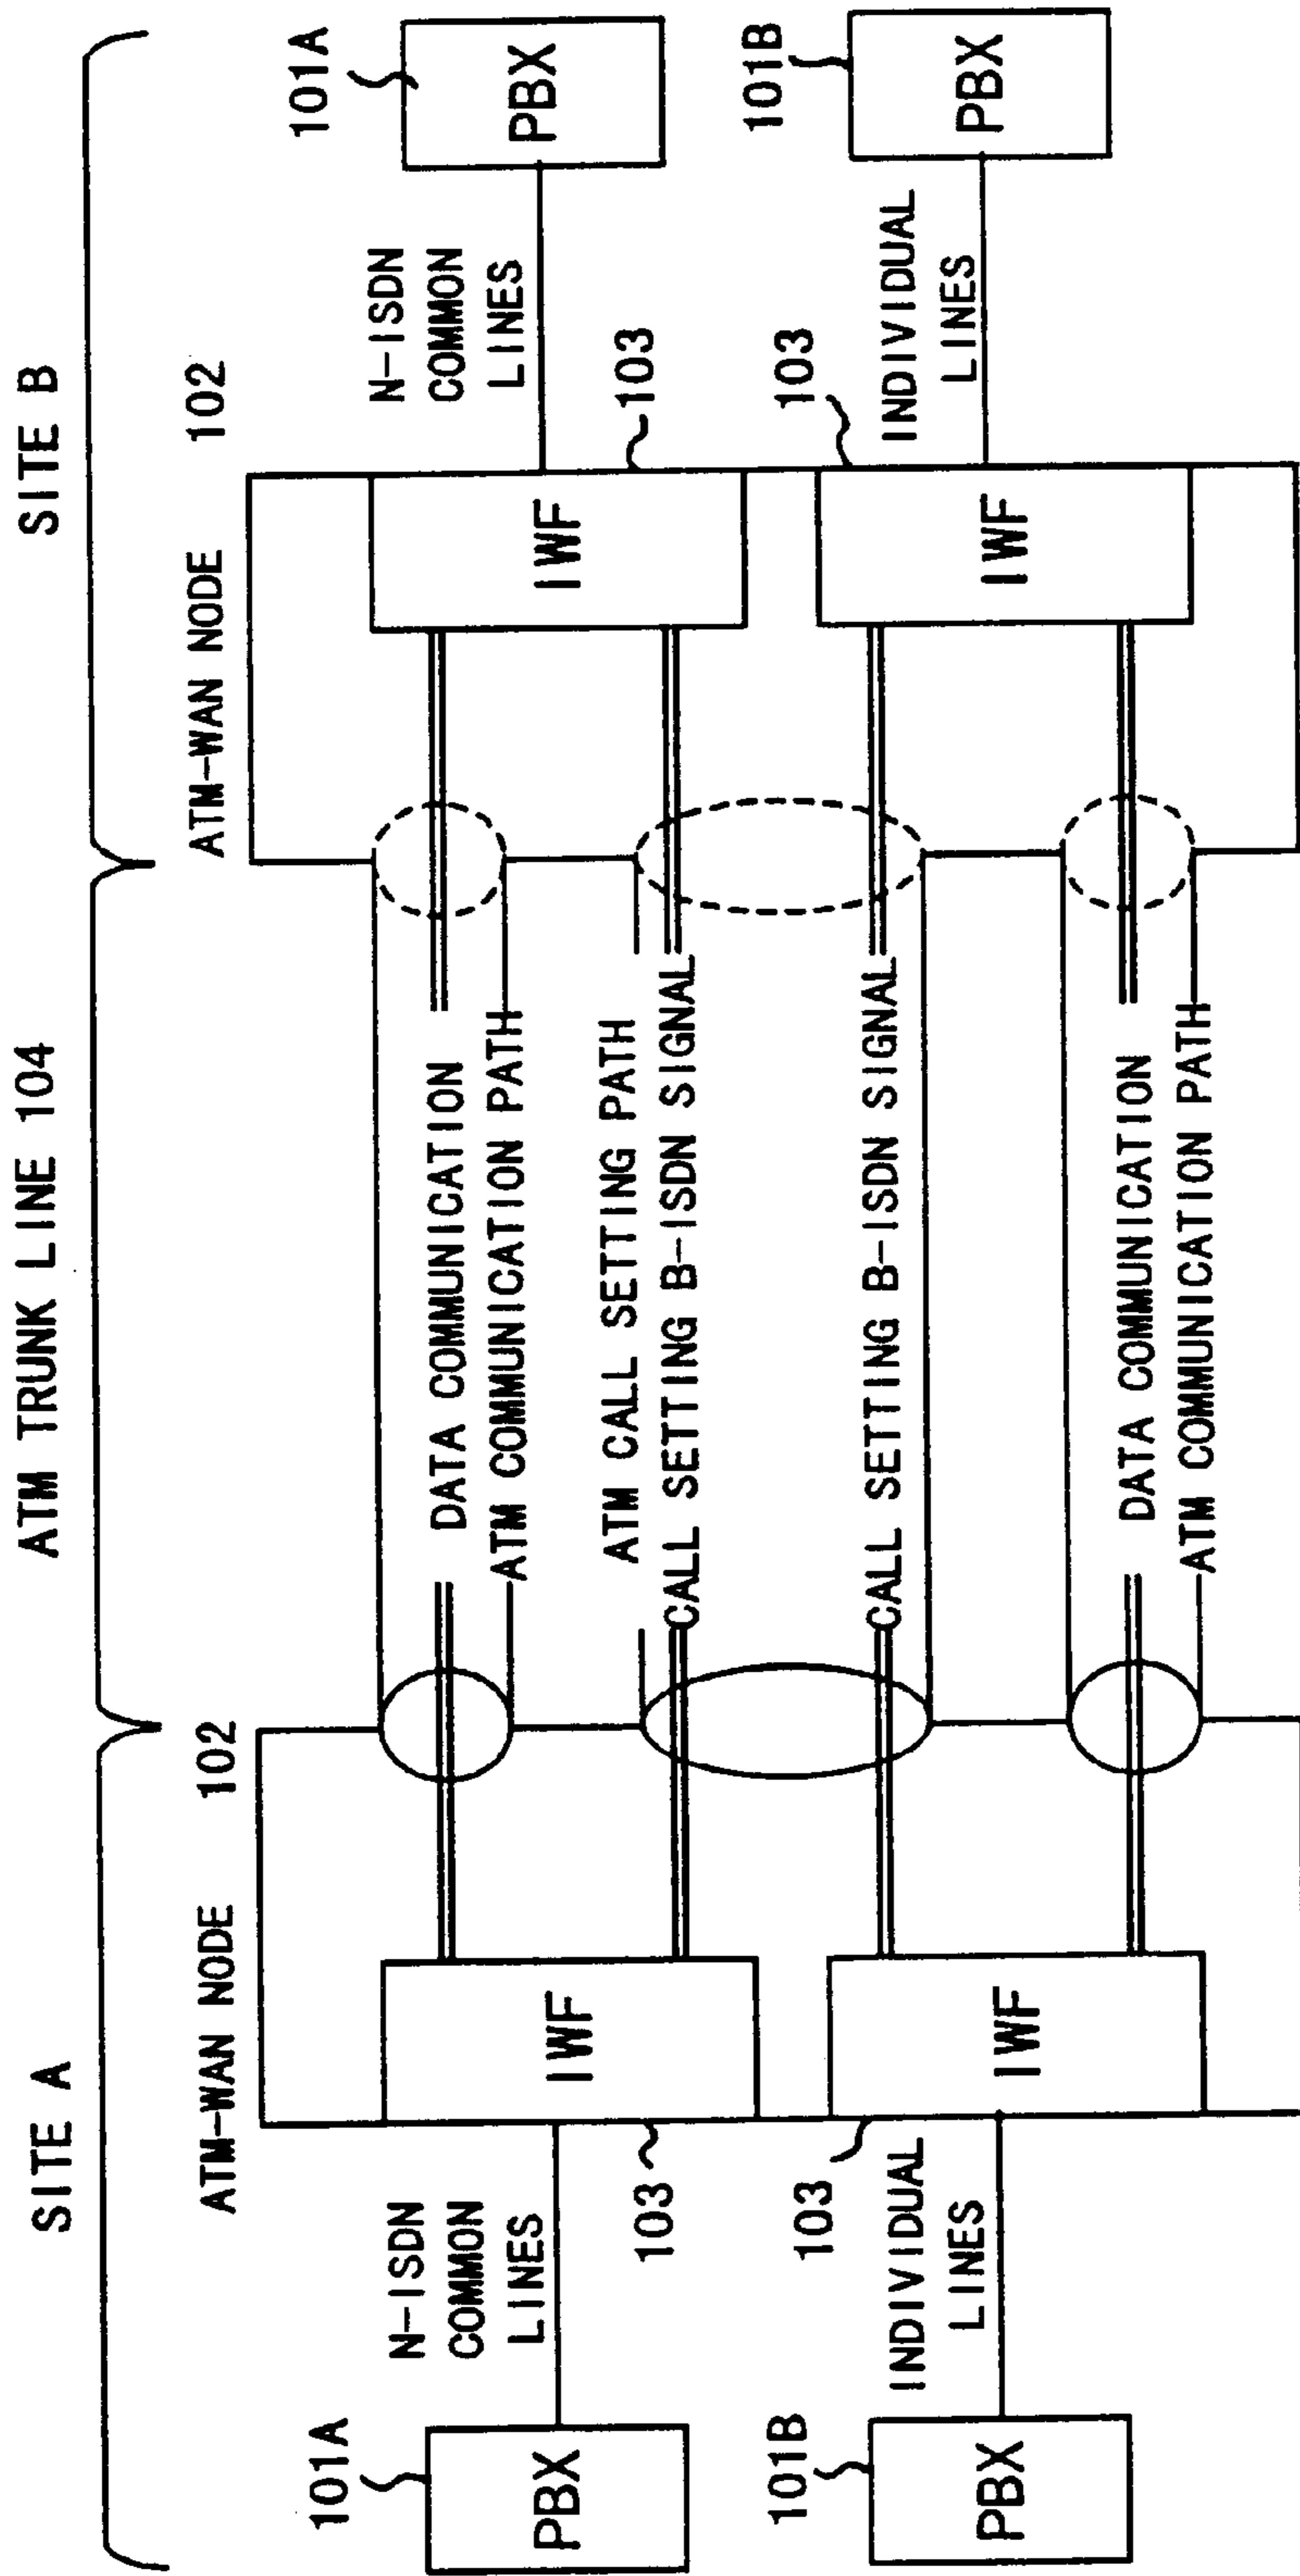 SITE A
ATM TRUNK LINE 104
SITE B
ATM-WAN NODE 102
ATM-WAN NODE 102
101A
PBX
N-ISDN
COMMON
LINES
103
IWF
DATA COMMUNICATION
ATM COMMUNICATION PATH
ATM CALL SETTING PATH
CALL SETTING B-ISDN SIGNAL
IWF
103
N-ISDN
COMMON
LINES
101A
PBX
101B
PBX
INDIVIDUAL
LINES
103
IWF
CALL SETTING B-ISDN SIGNAL
DATA COMMUNICATION
ATM COMMUNICATION PATH
IWF
103
INDIVIDUAL
LINES
101B
PBX